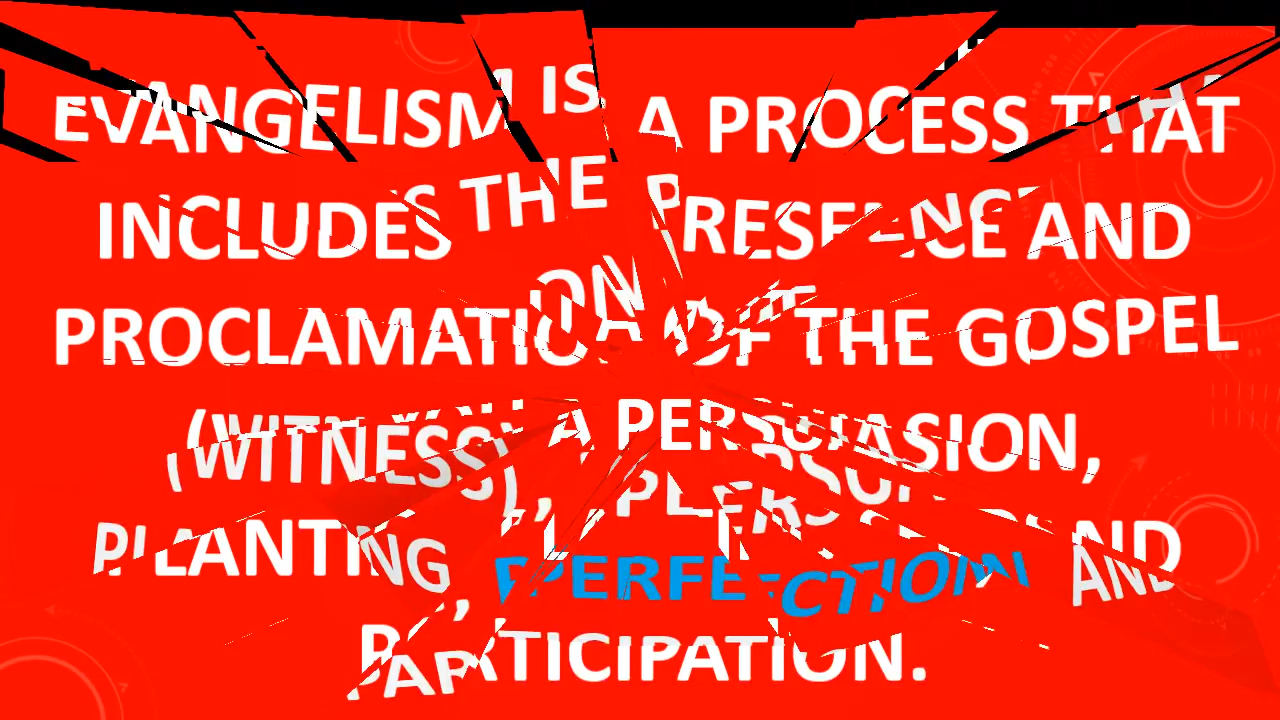 EVANGELISM IS A PROCESS THAT
INCLUDES THE PRESENCE AND
PROCLAMATION OF THE GOSPEL
(WITNESS), PERSUASION,
PLANTING, PERFECTION AND
PARTICIPATION.